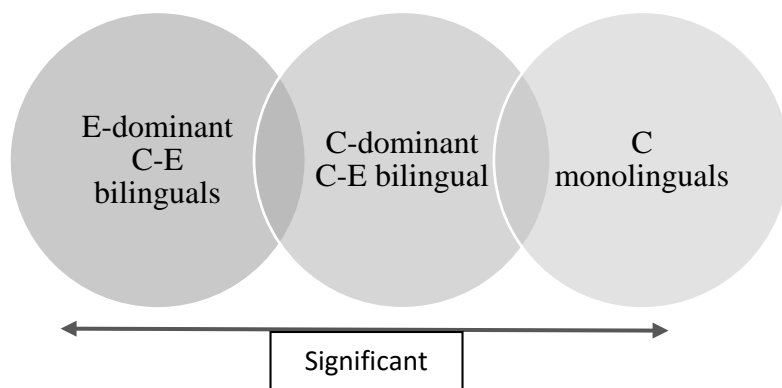 E-dominant
C-E
bilinguals
C-dominant
C-E bilingual
C
monolinguals
Significant